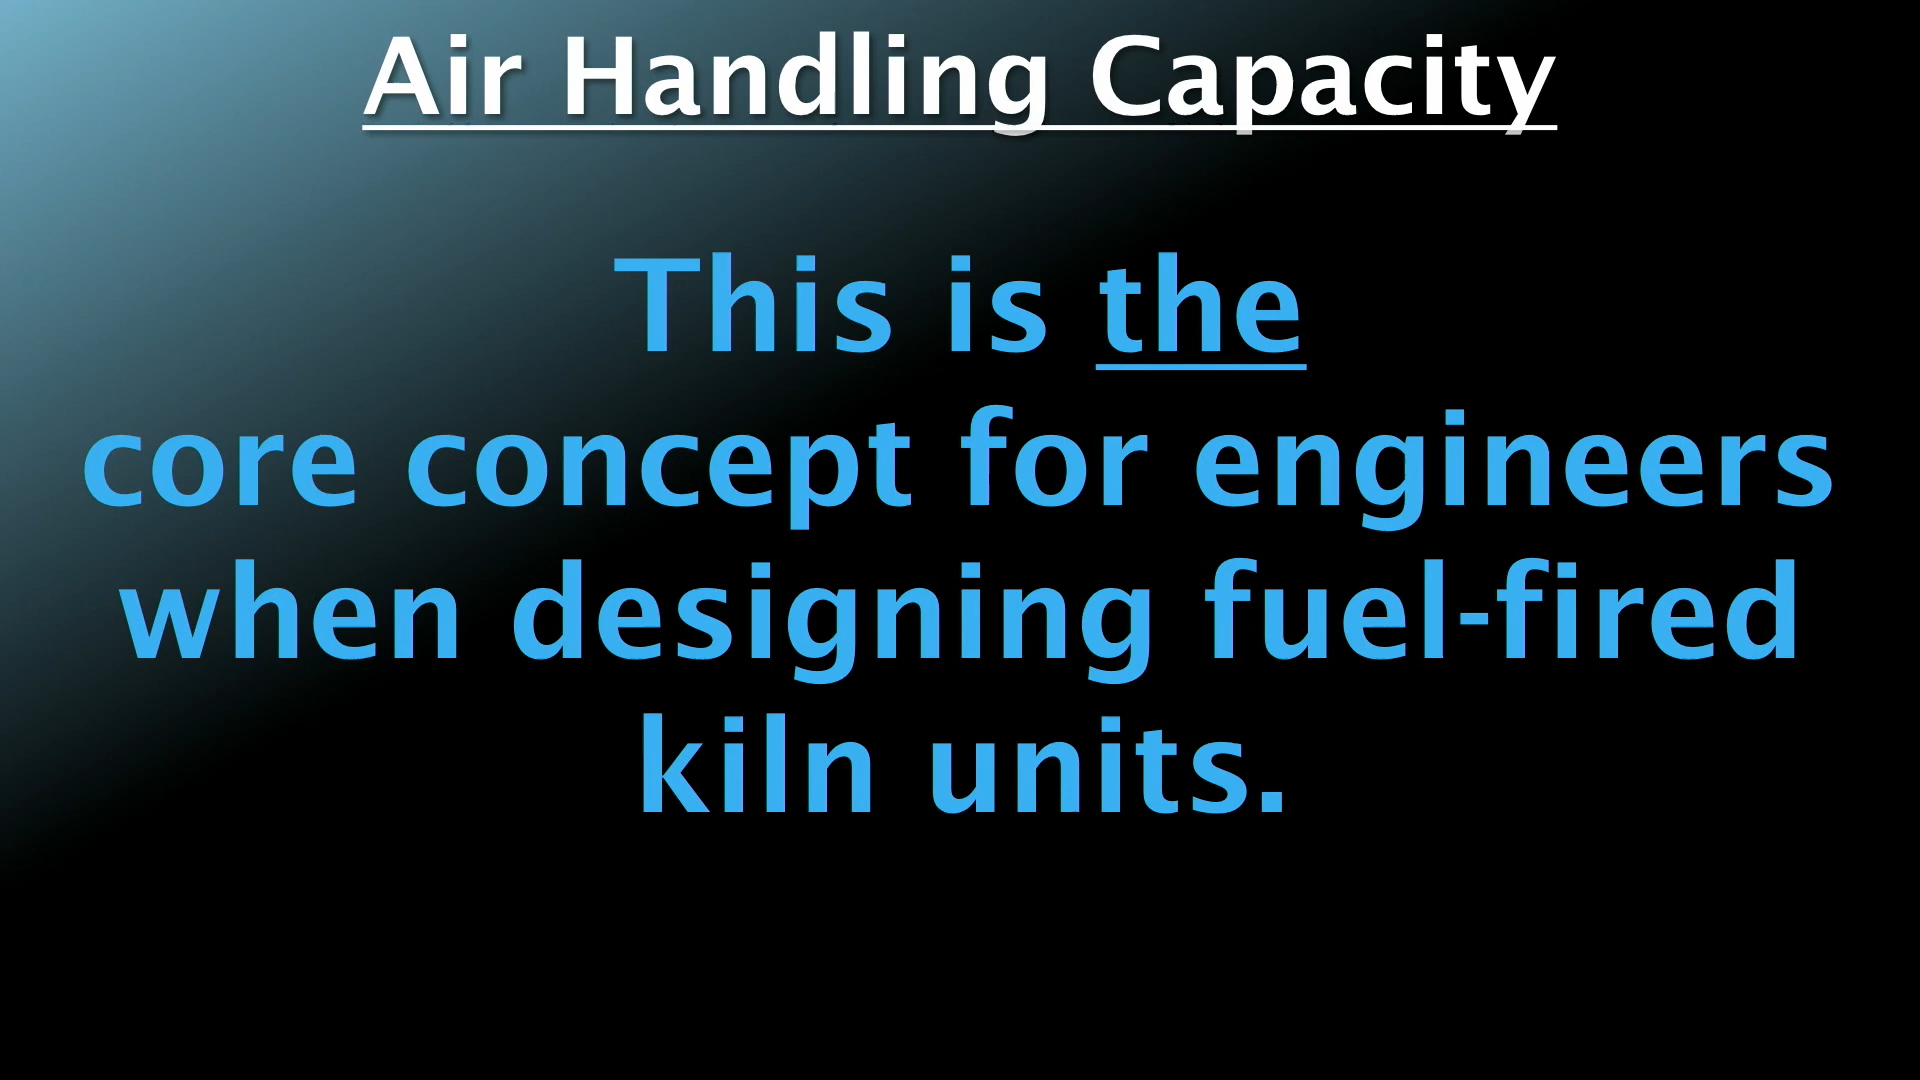 Air Handling Capacity
This is the
core concept for engineers
when designing fuel-fired
kiln units.